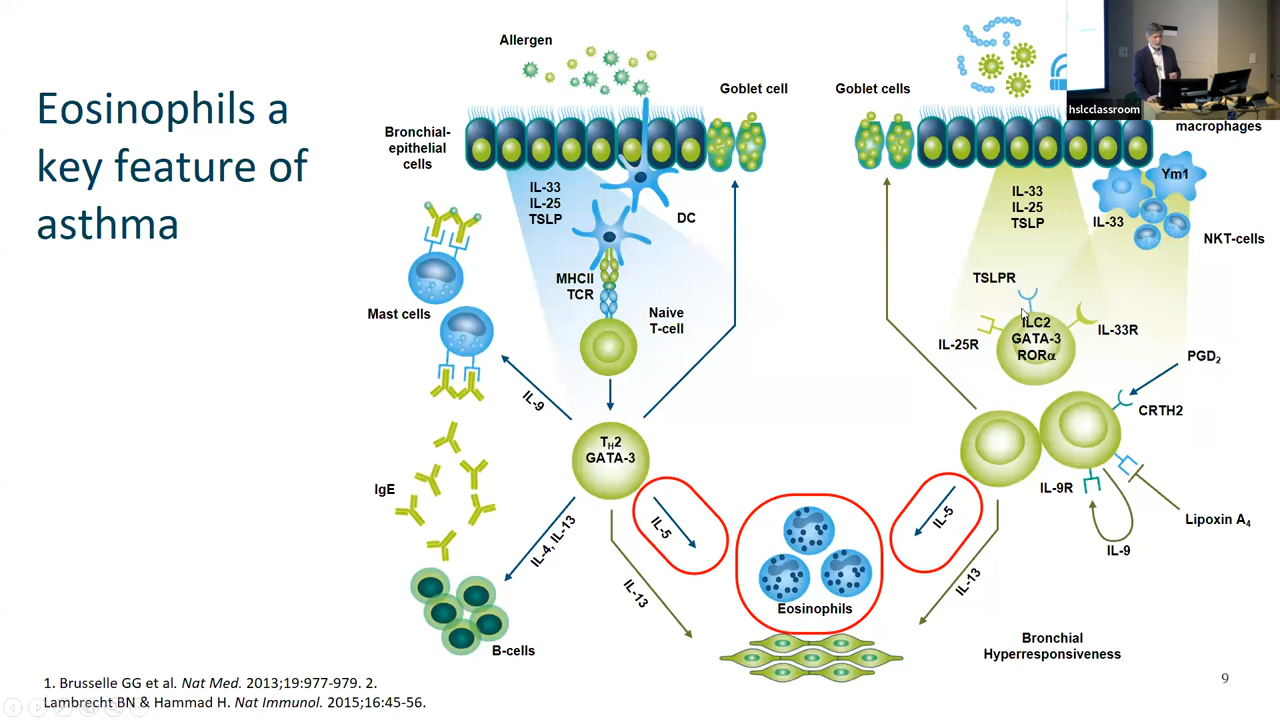 Eosinophils a
key feature of
asthma
Allergen
Goblet cell
Goblet cells
hslcclassroom
macrophages
Bronchial-
epithelial
cells
IL-33
IL-25
TSLP
DC
IL-33
IL-25
TSLP
Ym1
IL-33
NKT-cells
MHCII
TCR
Mast cells
Naive
T-cell
TSLPR
IL-25R
ILC2
GATA-3
RORα
IL-33R
PGD₂
CRTH2
IL-9
TH2
GATA-3
IgE
IL-9R
Lipoxin A₄
IL-9
IL-4, IL-13
IL-5
IL-5
IL-13
IL-13
Eosinophils
B-cells
Bronchial
Hyperresponsiveness
1. Brusselle GG et al. Nat Med. 2013;19:977-979. 2.
Lambrecht BN & Hammad H. Nat Immunol. 2015;16:45-56.
9